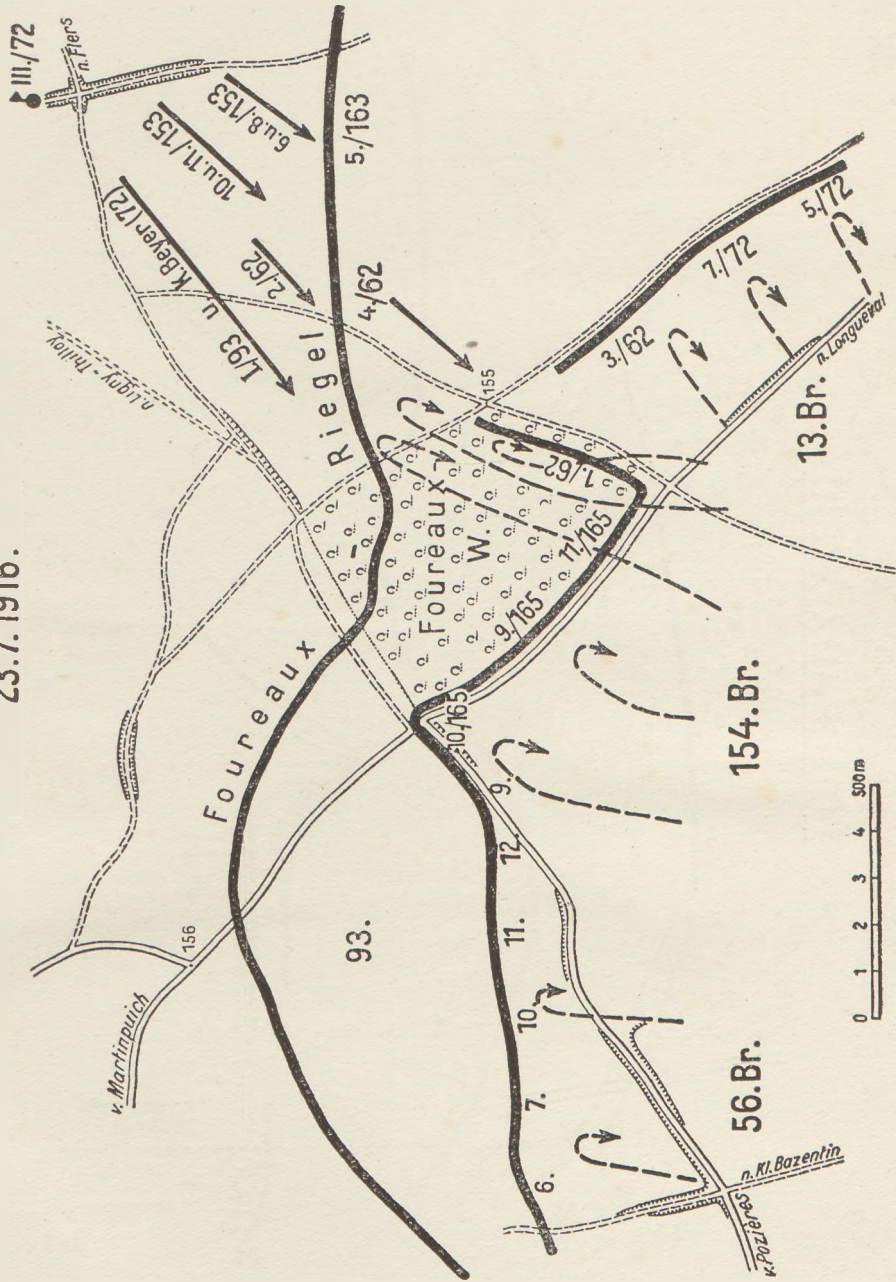 23.7.1916.
III./72
n. Flers
6.u.8./153
10.u.11./153
K. Beyer (72)
u
I./93
2./62
4./62
5./163
n. Ligny-Thilloy
Foureaux Riegel
155
Foureaux
W.
1./62
11./165
9./165
10./165
3./62
7./72
5./72
n. Longueval
13. Br.
154. Br.
56. Br.
v. Martinpuich
156
93.
9.
12.
11.
10.
7.
6.
v. Pozières
n. Kl. Bazentin
0 1 2 3 4 500m